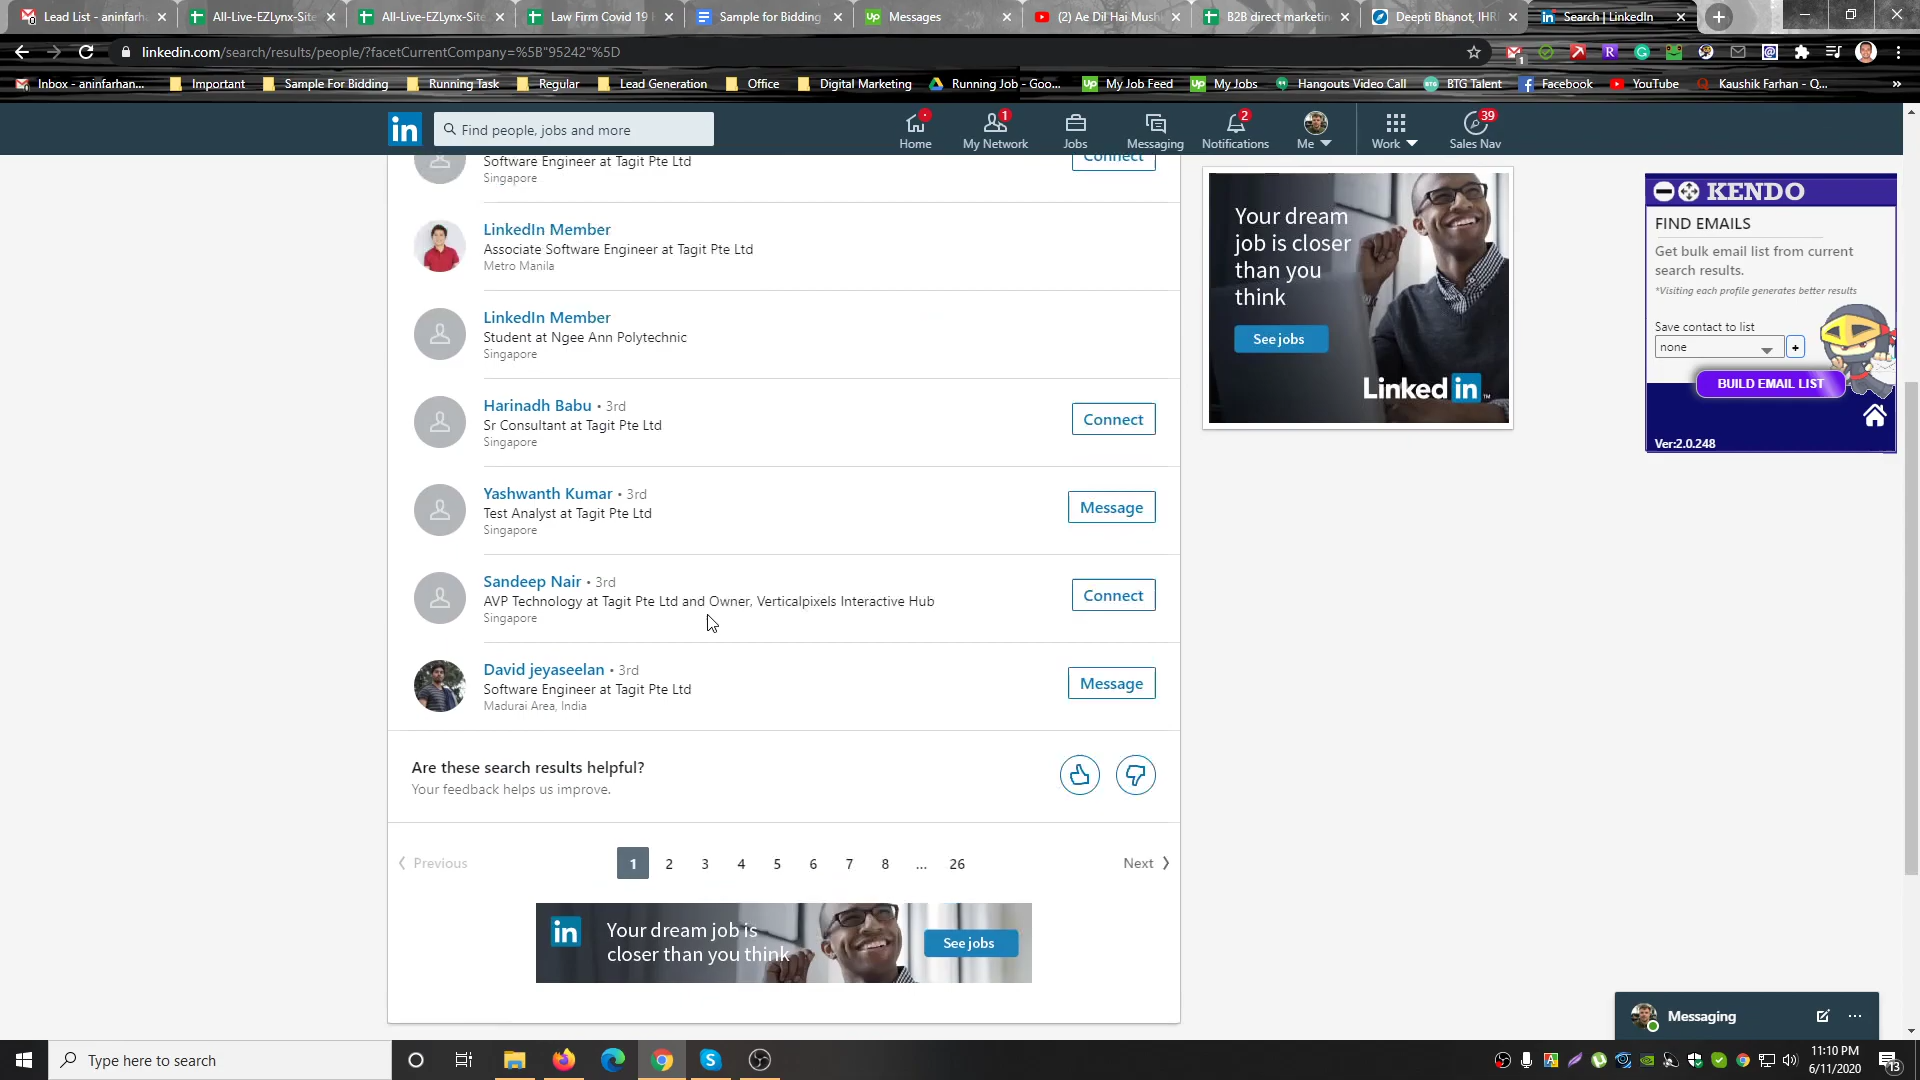 Lead List - aninfarha
All-Live-EZLynx-Site
All-Live-EZLynx-Site
Law Firm Covid 19
Sample for Bidding
Messages
(2) Ae Dil Hai Mush
B2B direct marketin
Deepti Bhanot, IHR
Search | LinkedIn
linkedin.com/search/results/people/?facetCurrentCompany=%5B"95242"%5D
Inbox - aninfarhan...
Important
Sample For Bidding
Running Task
Regular
Lead Generation
Office
Digital Marketing
Running Job - Goo...
My Job Feed
My Jobs
Hangouts Video Call
BTG Talent
Facebook
YouTube
Kaushik Farhan - Q...
Find people, jobs and more
Home
My Network
Jobs
Messaging
Notifications
Me
Work
Sales Nav
1
2
39
Software Engineer at Tagit Pte Ltd
Singapore
Connect
LinkedIn Member
Associate Software Engineer at Tagit Pte Ltd
Metro Manila
LinkedIn Member
Student at Ngee Ann Polytechnic
Singapore
Harinadh Babu • 3rd
Sr Consultant at Tagit Pte Ltd
Singapore
Connect
Yashwanth Kumar • 3rd
Test Analyst at Tagit Pte Ltd
Singapore
Message
Sandeep Nair • 3rd
AVP Technology at Tagit Pte Ltd and Owner, Verticalpixels Interactive Hub
Singapore
Connect
David jeyaseelan • 3rd
Software Engineer at Tagit Pte Ltd
Madurai Area, India
Message
Are these search results helpful?
Your feedback helps us improve.
Previous 1 2 3 4 5 6 7 8 ... 26 Next
in
Your dream job is
closer than you think
See jobs
Your dream
job is closer
than you
think
See jobs
Linked in
KENDO
FIND EMAILS
Get bulk email list from current
search results.
*Visiting each profile generates better results
Save contact to list
none
+
BUILD EMAIL LIST
Ver:2.0.248
Messaging
Type here to search
11:10 PM
6/11/2020
13